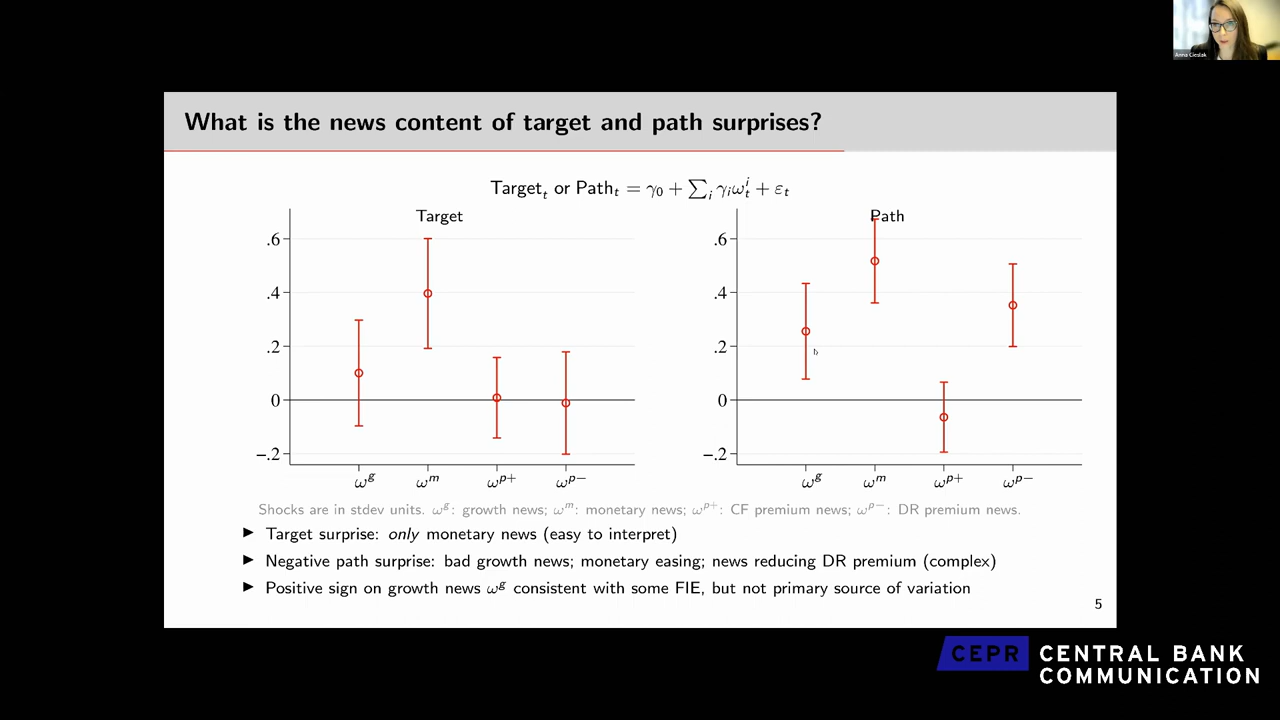 Anna Cieslak
What is the news content of target and path surprises?
Target_t or Path_t = γ_0 + ∑_i γ_i ω_t^i + ε_t
Target
.6
.4
.2
0
−.2
ω^g ω^m ω^{p+} ω^{p−}
Path
.6
.4
.2
0
−.2
ω^g ω^m ω^{p+} ω^{p−}
Shocks are in stdev units. ω^g: growth news; ω^m: monetary news; ω^{p+}: CF premium news; ω^{p−}: DR premium news.
► Target surprise: only monetary news (easy to interpret)
► Negative path surprise: bad growth news; monetary easing; news reducing DR premium (complex)
► Positive sign on growth news ω^g consistent with some FIE, but not primary source of variation
5
CEPR
CENTRAL BANK
COMMUNICATION